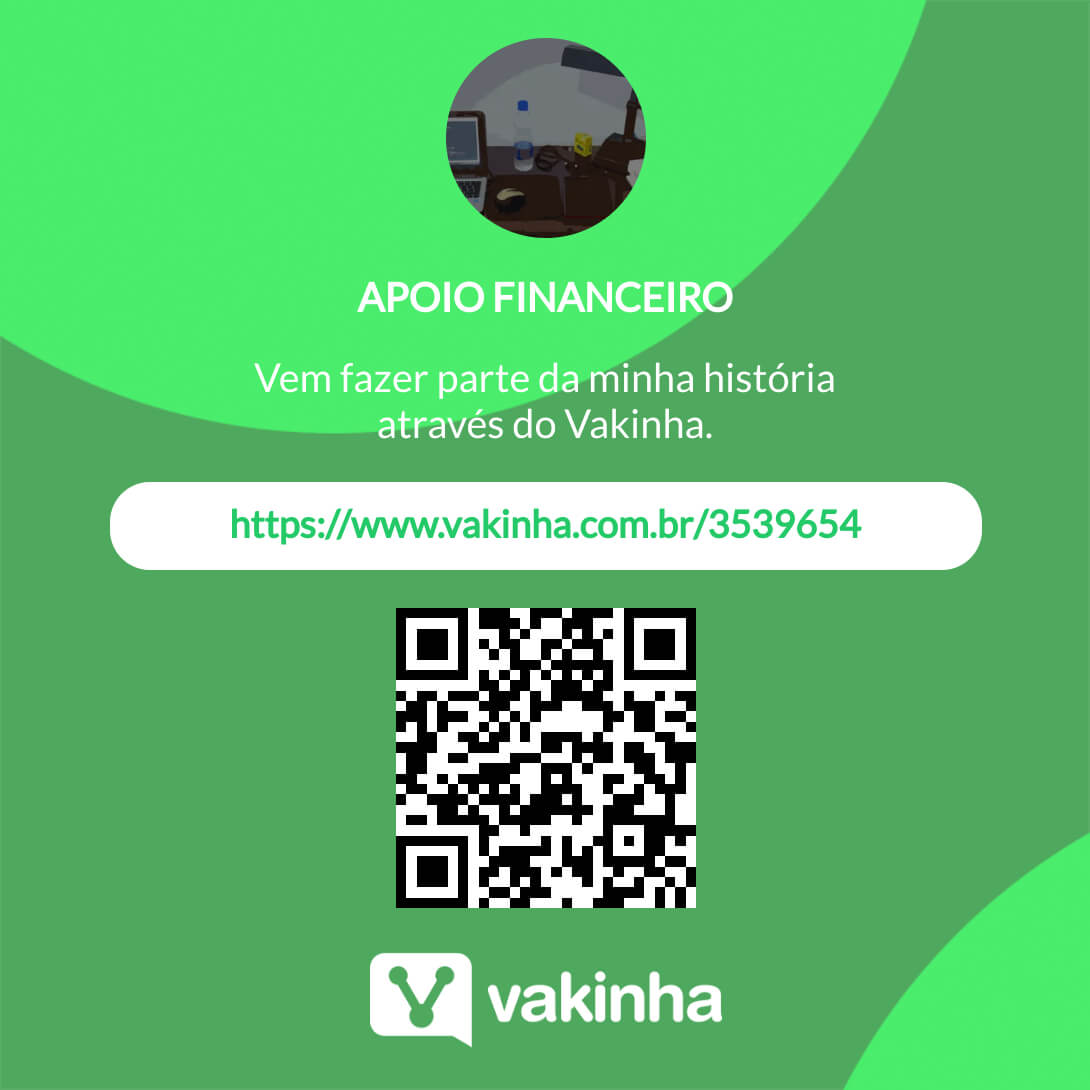 APOIO FINANCEIRO
Vem fazer parte da minha história
através do Vakinha.
https://www.vakinha.com.br/3539654
vakinha